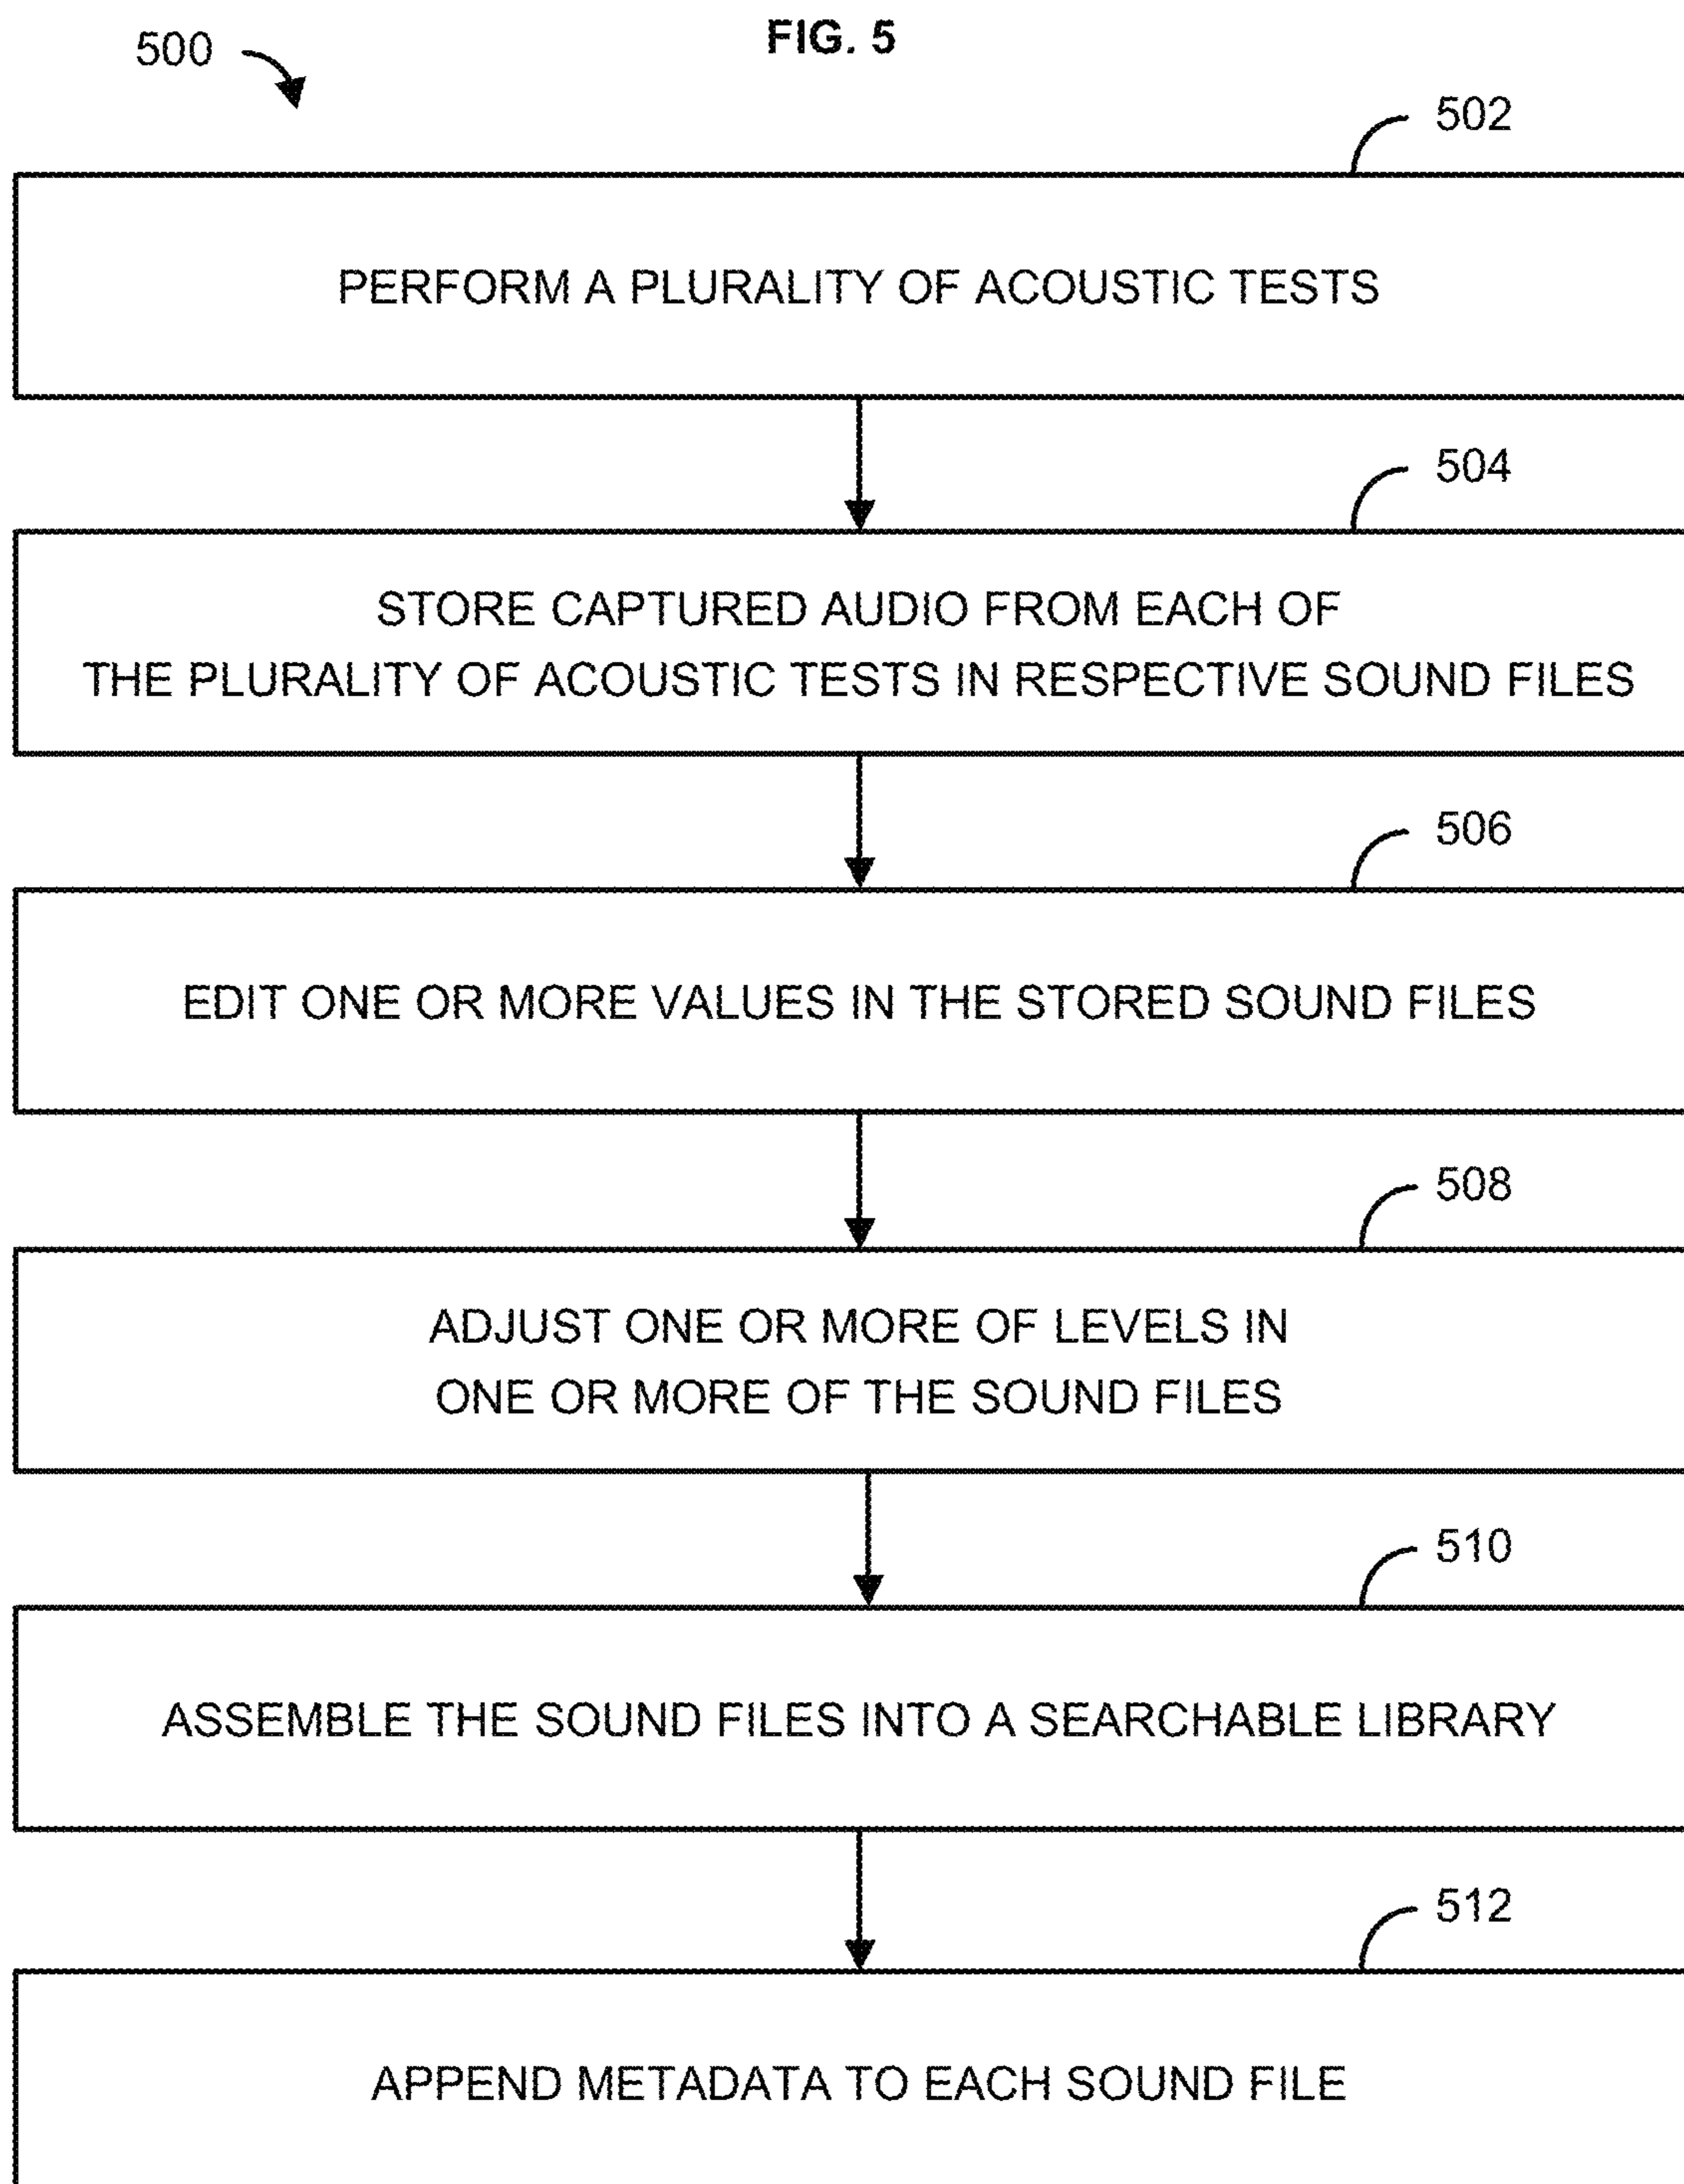 FIG. 5
500
502
PERFORM A PLURALITY OF ACOUSTIC TESTS
504
STORE CAPTURED AUDIO FROM EACH OF
THE PLURALITY OF ACOUSTIC TESTS IN RESPECTIVE SOUND FILES
506
EDIT ONE OR MORE VALUES IN THE STORED SOUND FILES
508
ADJUST ONE OR MORE OF LEVELS IN
ONE OR MORE OF THE SOUND FILES
510
ASSEMBLE THE SOUND FILES INTO A SEARCHABLE LIBRARY
512
APPEND METADATA TO EACH SOUND FILE